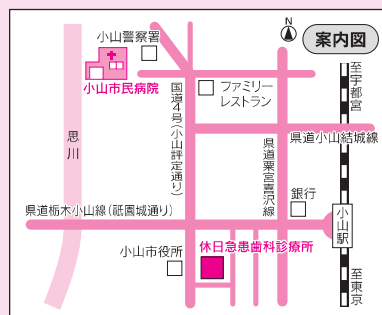 N
案内図
小山警察署
小山市民病院
国道4号(小山評定通り)
ファミリー
レストラン
至宇都宮
思川
県道小山結城線
県道粟宮喜沢線
銀行
県道栃木小山線(祇園城通り)
小山駅
小山市役所
休日急患歯科診療所
至東京